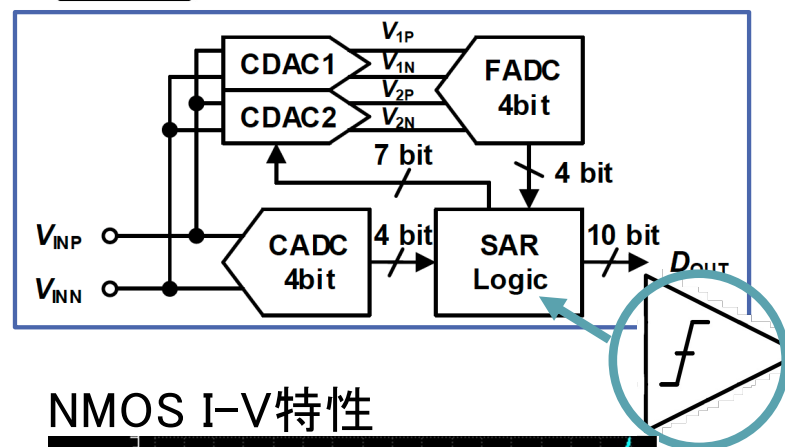 V1P
CDAC1
V1N
FADC
4bit
V2P
CDAC2
V2N
7 bit
4 bit
VINP
CADC
4bit
4 bit
SAR
Logic
10 bit
DOUT
VINN
NMOS I-V特性